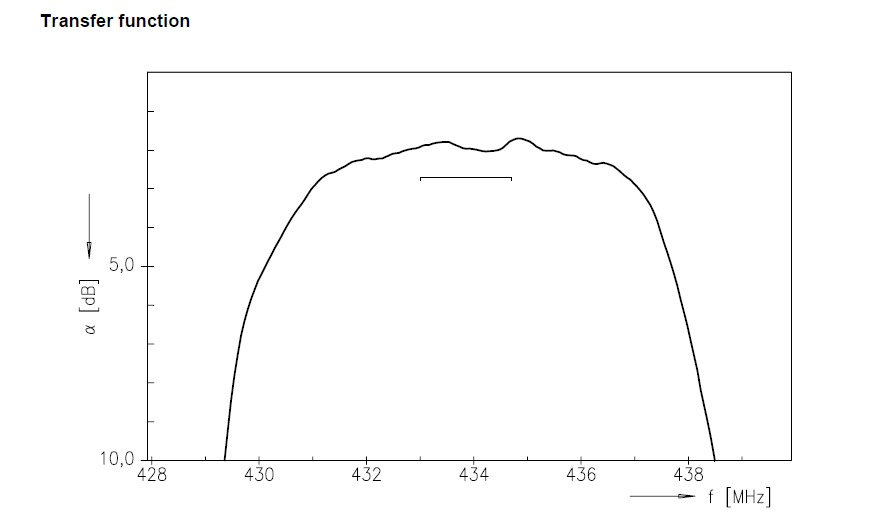 Transfer function
5,0
α [dB]
10,0
428 430 432 434 436 438
f [MHz]